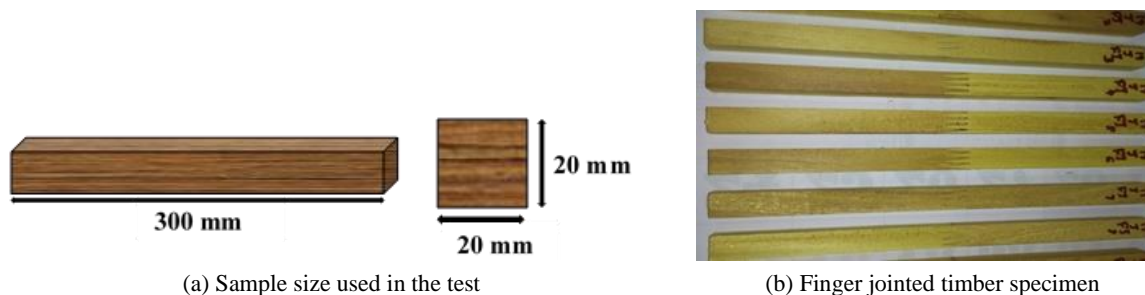 20 mm
300 mm
20 mm
(a) Sample size used in the test
(b) Finger jointed timber specimen